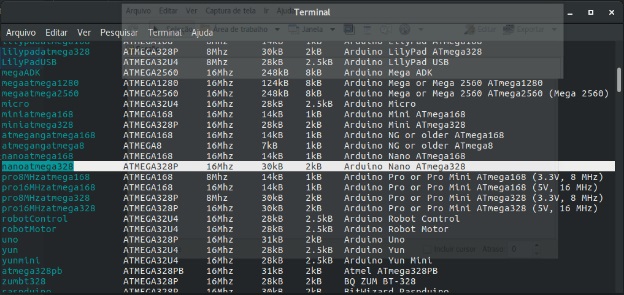 Terminal
Arquivo Editar Ver Pesquisar Terminal Ajuda
lilypadatmega168 ATMEGA168 8Mhz 14kB 1kB Arduino LilyPad ATmega168
lilypadatmega328 ATMEGA328P 8Mhz 30kB 2kB Arduino LilyPad ATmega328
LilyPadUSB ATMEGA32U4 8Mhz 28kB 2.5kB Arduino LilyPad USB
megaADK ATMEGA2560 16Mhz 248kB 8kB Arduino Mega ADK
megaatmega1280 ATMEGA1280 16Mhz 124kB 8kB Arduino Mega or Mega 2560 ATmega1280
megaatmega2560 ATMEGA2560 16Mhz 248kB 8kB Arduino Mega or Mega 2560 ATmega2560 (Mega 2560)
micro ATMEGA32U4 16Mhz 28kB 2.5kB Arduino Micro
miniatmega168 ATMEGA168 16Mhz 14kB 1kB Arduino Mini ATmega168
miniatmega328 ATMEGA328P 16Mhz 28kB 2kB Arduino Mini ATmega328
atmegangatmega168 ATMEGA168 16Mhz 14kB 1kB Arduino NG or older ATmega168
atmegangatmega8 ATMEGA8 16Mhz 7kB 1kB Arduino NG or older ATmega8
nanoatmega168 ATMEGA168 16Mhz 14kB 1kB Arduino Nano ATmega168
nanoatmega328 ATMEGA328P 16Mhz 30kB 2kB Arduino Nano ATmega328
pro8MHzatmega168 ATMEGA168 8Mhz 14kB 1kB Arduino Pro or Pro Mini ATmega168 (3.3V, 8 MHz)
pro16MHzatmega168 ATMEGA168 16Mhz 14kB 1kB Arduino Pro or Pro Mini ATmega168 (5V, 16 MHz)
pro8MHzatmega328 ATMEGA328P 8Mhz 30kB 2kB Arduino Pro or Pro Mini ATmega328 (3.3V, 8 MHz)
pro16MHzatmega328 ATMEGA328P 16Mhz 30kB 2kB Arduino Pro or Pro Mini ATmega328 (5V, 16 MHz)
robotControl ATMEGA32U4 16Mhz 28kB 2.5kB Arduino Robot Control
robotMotor ATMEGA32U4 16Mhz 28kB 2.5kB Arduino Robot Motor
uno ATMEGA328P 16Mhz 31kB 2kB Arduino Uno
yun ATMEGA32U4 16Mhz 28kB 2.5kB Arduino Yun
yunmini ATMEGA32U4 16Mhz 28kB 2.5kB Arduino Yun Mini
atmega328pb ATMEGA328PB 16Mhz 31kB 2kB Atmel ATmega328PB
zumbt328 ATMEGA328P 16Mhz 28kB 2kB BQ ZUM BT-328
raspduino ATMEGA328P 16Mhz 30kB 2kB BitWizard Raspduino